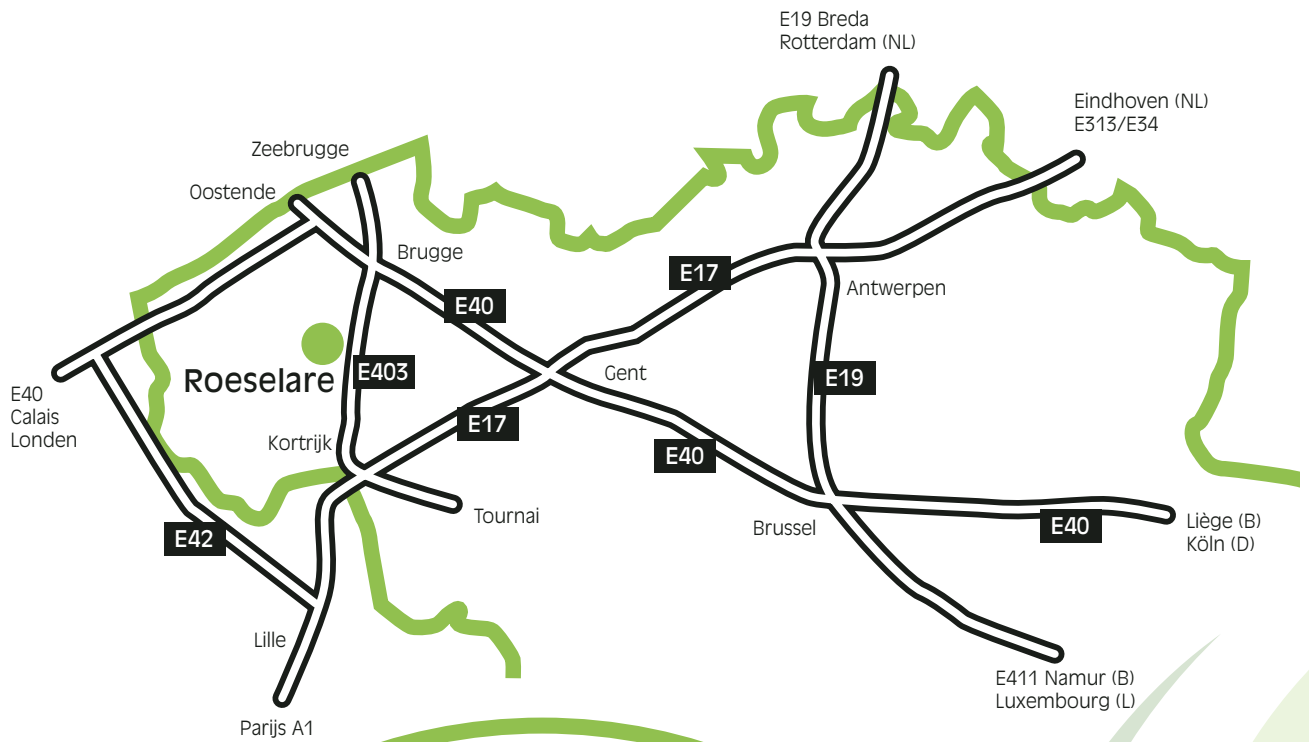 E19 Breda
Rotterdam (NL)
Eindhoven (NL)
E313/E34
Zeebrugge
Oostende
Brugge
E17
Antwerpen
E40
Roeselare
E403
Gent
E19
E40
Calais
Londen
E17
Kortrijk
E40
Tournai
Brussel
E40
Liège (B)
Köln (D)
E42
Lille
E411 Namur (B)
Luxembourg (L)
Parijs A1